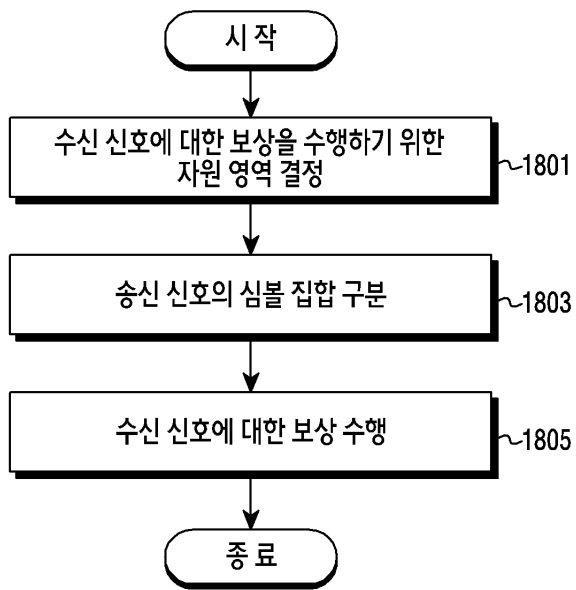 시 작
수신 신호에 대한 보상을 수행하기 위한
자원 영역 결정
1801
송신 신호의 심볼 집합 구분
1803
수신 신호에 대한 보상 수행
1805
종 료